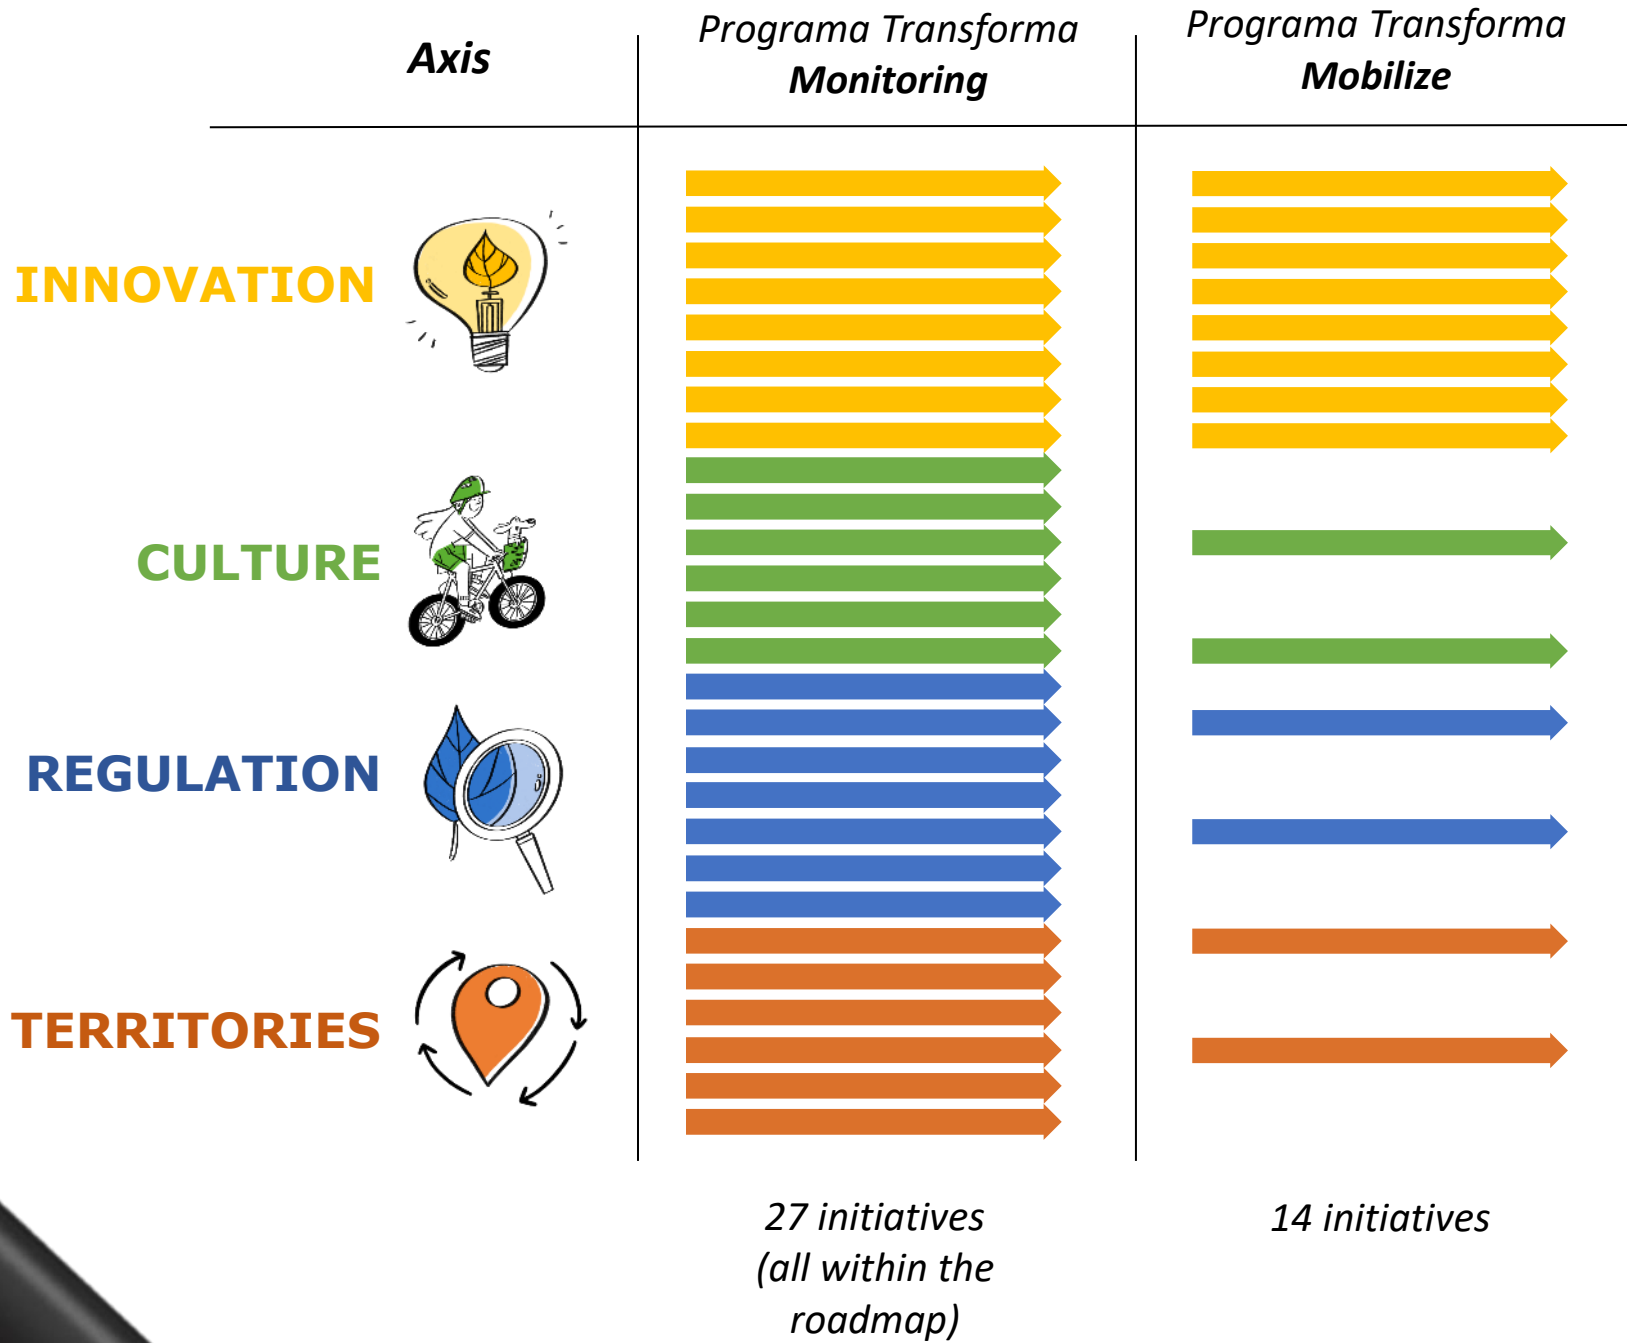 Axis
Programa Transforma
Monitoring
Programa Transforma
Mobilize
INNOVATION
CULTURE
REGULATION
TERRITORIES
27 initiatives
(all within the
roadmap)
14 initiatives